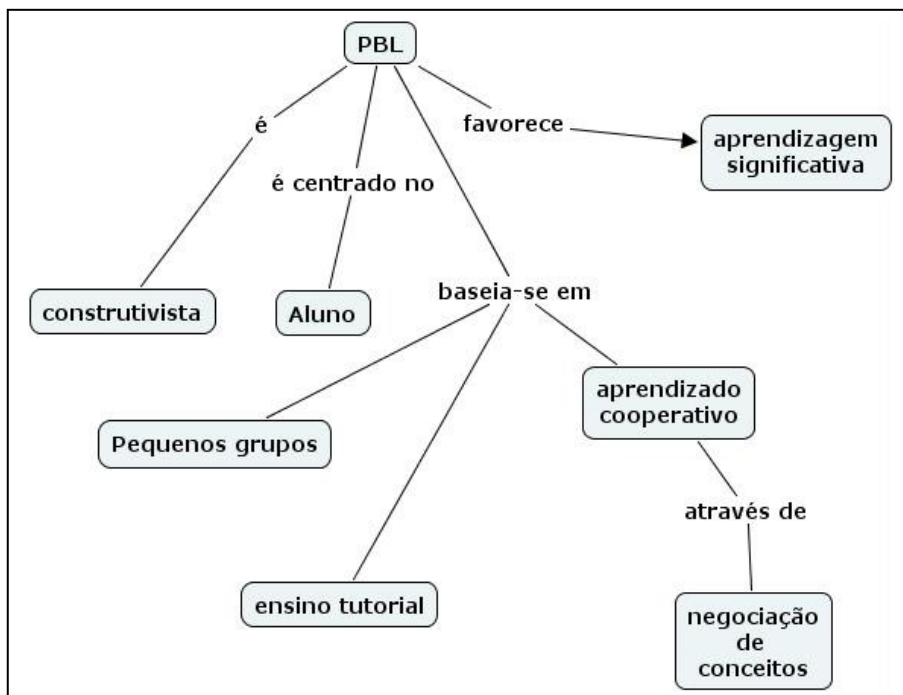 PBL
é
favorece
aprendizagem
significativa
é centrado no
construtivista
Aluno
baseia-se em
aprendizado
cooperativo
Pequenos grupos
através de
ensino tutorial
negociação
de
conceitos